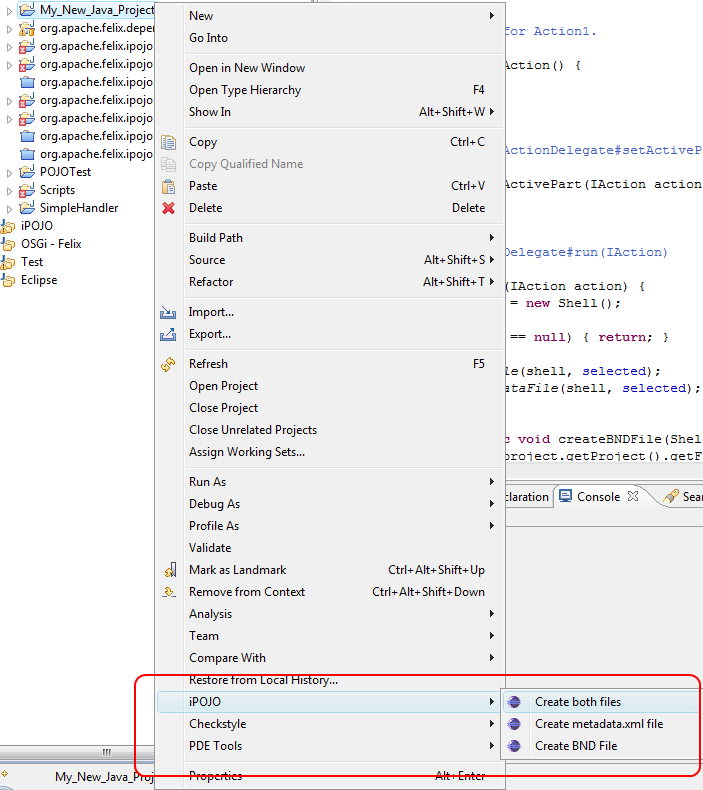 My_New_Java_Project
org.apache.felix.depe
org.apache.felix.ipojo
org.apache.felix.ipojo
org.apache.felix.ipojo
org.apache.felix.ipojo
org.apache.felix.ipojo
org.apache.felix.ipojo
org.apache.felix.ipojo
POJOTest
Scripts
SimpleHandler
iPOJO
OSGi - Felix
Test
Eclipse
My_New_Java_Proj
New
Go Into
Open in New Window
Open Type Hierarchy F4
Show In Alt+Shift+W
Copy Ctrl+C
Copy Qualified Name
Paste Ctrl+V
Delete Delete
Build Path
Source Alt+Shift+S
Refactor Alt+Shift+T
Import...
Export...
Refresh F5
Open Project
Close Project
Close Unrelated Projects
Assign Working Sets...
Run As
Debug As
Profile As
Validate
Mark as Landmark Ctrl+Alt+Shift+Up
Remove from Context Ctrl+Alt+Shift+Down
Analysis
Team
Compare With
Restore from Local History...
iPOJO
Checkstyle
PDE Tools
Properties Alt+Enter
Create both files
Create metadata.xml file
Create BND File
for Action1.
Action() {
ActionDelegate#setActiveP
ActivePart(IAction action
Delegate#run(IAction)
(IAction action) {
= new Shell();
== null) { return; }
le(shell, selected);
dataFile(shell, selected);
c void createBNDFile(Shel
project.getProject().getF
claration
Console
Sear